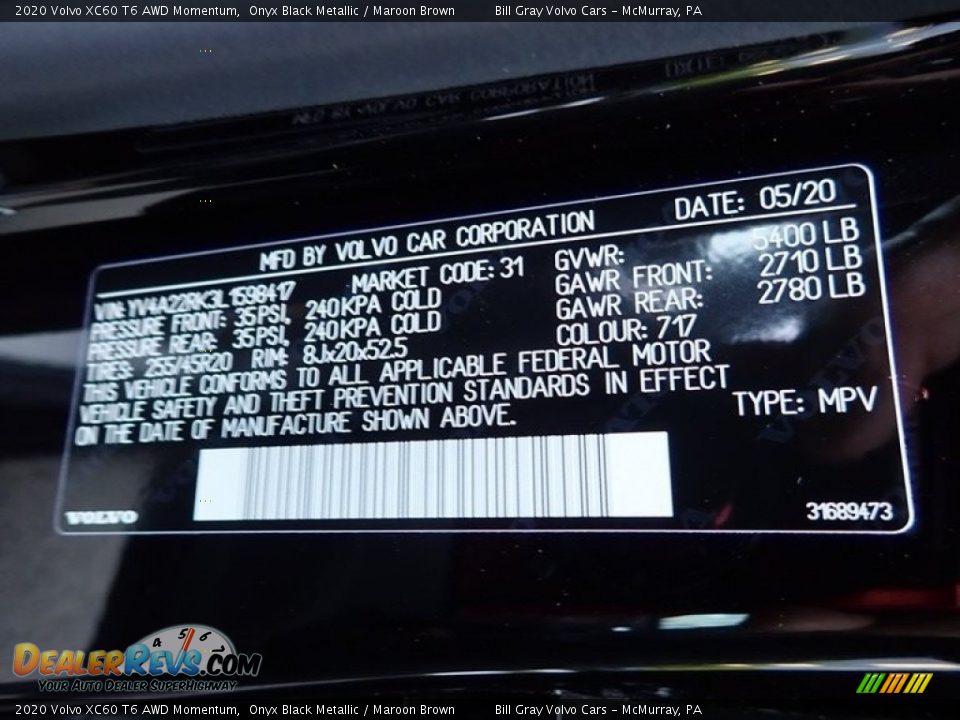 2020 Volvo XC60 T6 AWD Momentum,  Onyx Black Metallic / Maroon Brown  Bill Gray Volvo Cars - McMurray, PA
MFD BY VOLVO CAR CORPORATION  DATE: 05/20
VIN: YV4A22RK3L1598417  MARKET CODE: 31  GVWR: 5400 LB
PRESSURE FRONT: 35PSI, 240KPA COLD  GAWR FRONT: 2710 LB
PRESSURE REAR: 35PSI, 240KPA COLD  GAWR REAR: 2780 LB
TIRES: 255/45R20  RIM: 8Jx20x52.5  COLOUR: 717
THIS VEHICLE CONFORMS TO ALL APPLICABLE FEDERAL MOTOR
VEHICLE SAFETY AND THEFT PREVENTION STANDARDS IN EFFECT
ON THE DATE OF MANUFACTURE SHOWN ABOVE.  TYPE: MPV
VOLVO  31689473
4 5 6
DEALERREVS.COM
YOUR AUTO DEALER SUPERHIGHWAY
2020 Volvo XC60 T6 AWD Momentum,  Onyx Black Metallic / Maroon Brown  Bill Gray Volvo Cars - McMurray, PA